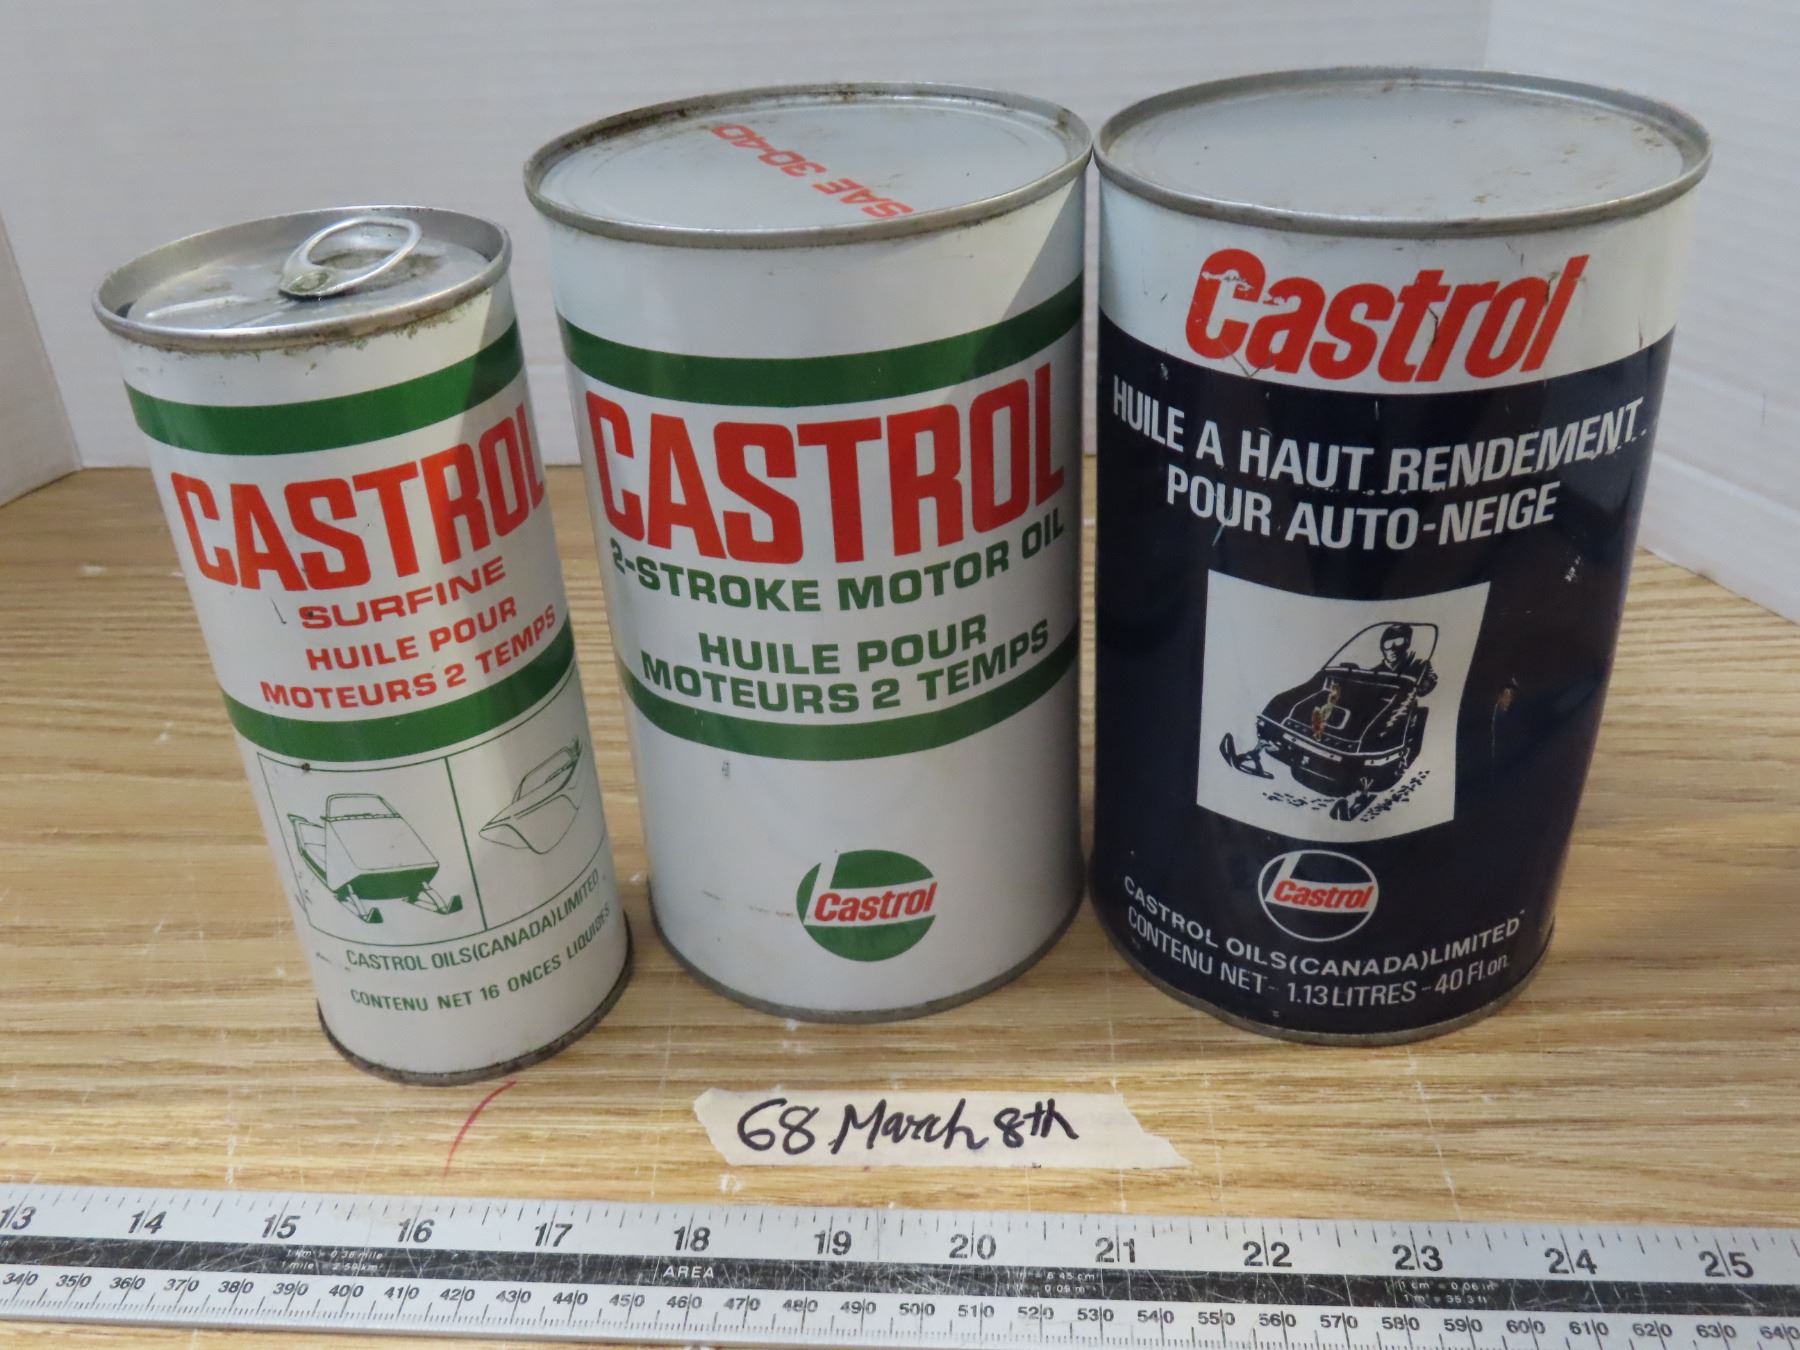 CASTROL
SURFINE
HUILE POUR
MOTEURS 2 TEMPS
CASTROL OILS (CANADA) LIMITED
CONTENU NET 16 ONCES LIQUIDES
SAE 30-40
CASTROL
2-STROKE MOTOR OIL
HUILE POUR
MOTEURS 2 TEMPS
Castrol
Castrol
HUILE A HAUT RENDEMENT
POUR AUTO-NEIGE
Castrol
CASTROL OILS (CANADA) LIMITED
CONTENU NET - 1.13 LITRES - 40 Fl. on.
68 March 8th
13 14 15 16 17 18 19 20 21 22 23 24 25
AREA
340 350 360 370 380 390 400 410 420 430 440 450 460 470 480 490 500 510 520 530 540 550 560 570 580 590 600 610 620 630 640